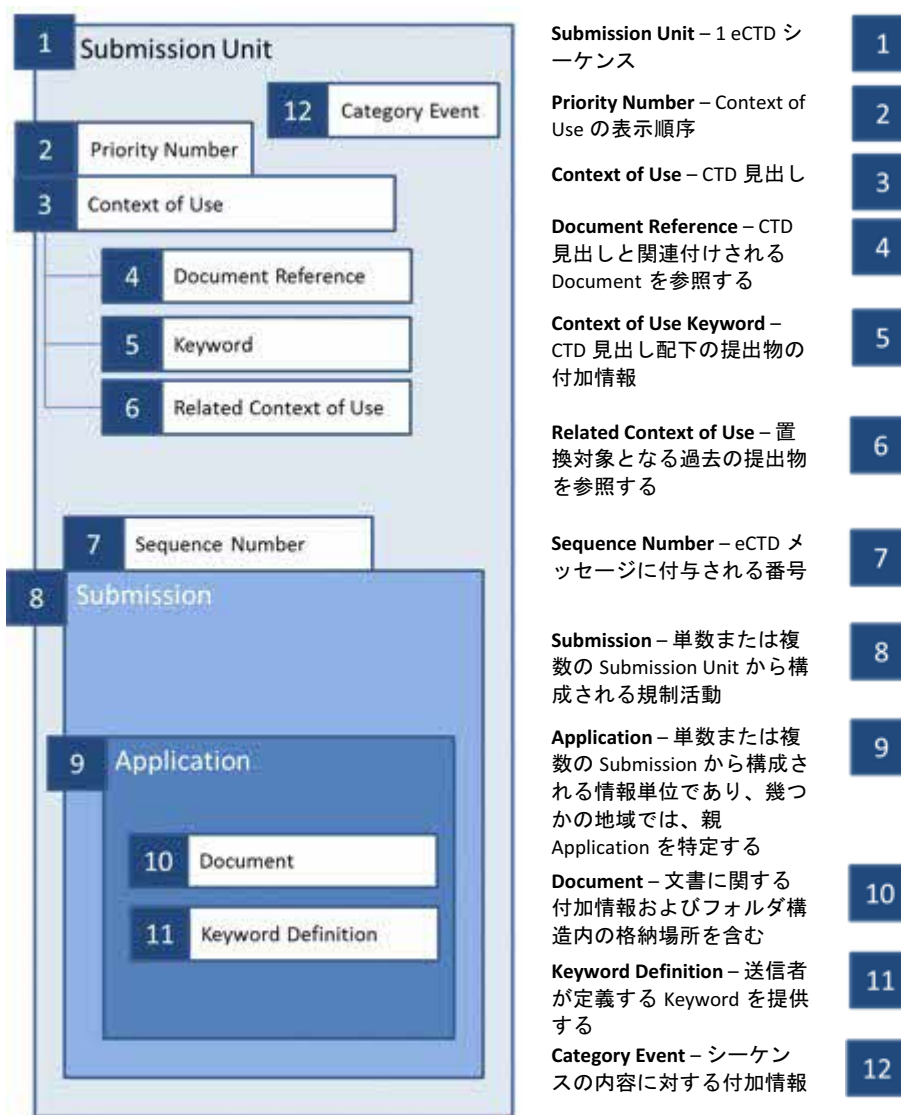 1 Submission Unit
12 Category Event
2 Priority Number
3 Context of Use
4 Document Reference
5 Keyword
6 Related Context of Use
7 Sequence Number
8 Submission
9 Application
10 Document
11 Keyword Definition
Submission Unit – 1 eCTD シ
ーケンス
1
Priority Number – Context of
Use の表示順序
2
Context of Use – CTD 見出し
3
Document Reference – CTD
見出しと関連付けされる
Document を参照する
4
Context of Use Keyword –
CTD 見出し配下の提出物の
付加情報
5
Related Context of Use – 置
換対象となる過去の提出物
を参照する
6
Sequence Number – eCTD メ
ッセージに付与される番号
7
Submission – 単数または複
数の Submission Unit から構
成される規制活動
8
Application – 単数または複
数の Submission から構成さ
れる情報単位であり、幾つ
かの地域では、親
Application を特定する
9
Document – 文書に関する
付加情報およびフォルダ構
造内の格納場所を含む
10
Keyword Definition – 送信者
が定義する Keyword を提供
する
11
Category Event – シーケン
スの内容に対する付加情報
12